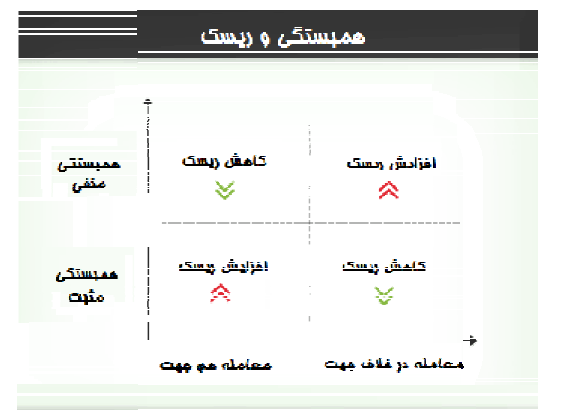 همبستگی و ریسک
همبستگی
منفی
کاهش ریسک
افزایش ریسک
همبستگی
مثبت
افزایش ریسک
کاهش ریسک
معامله هم جهت
معامله در خلاف جهت